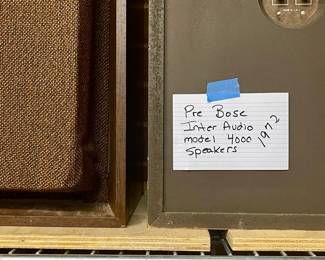 Pre Bose
Inter Audio
model 4000
speakers
1972